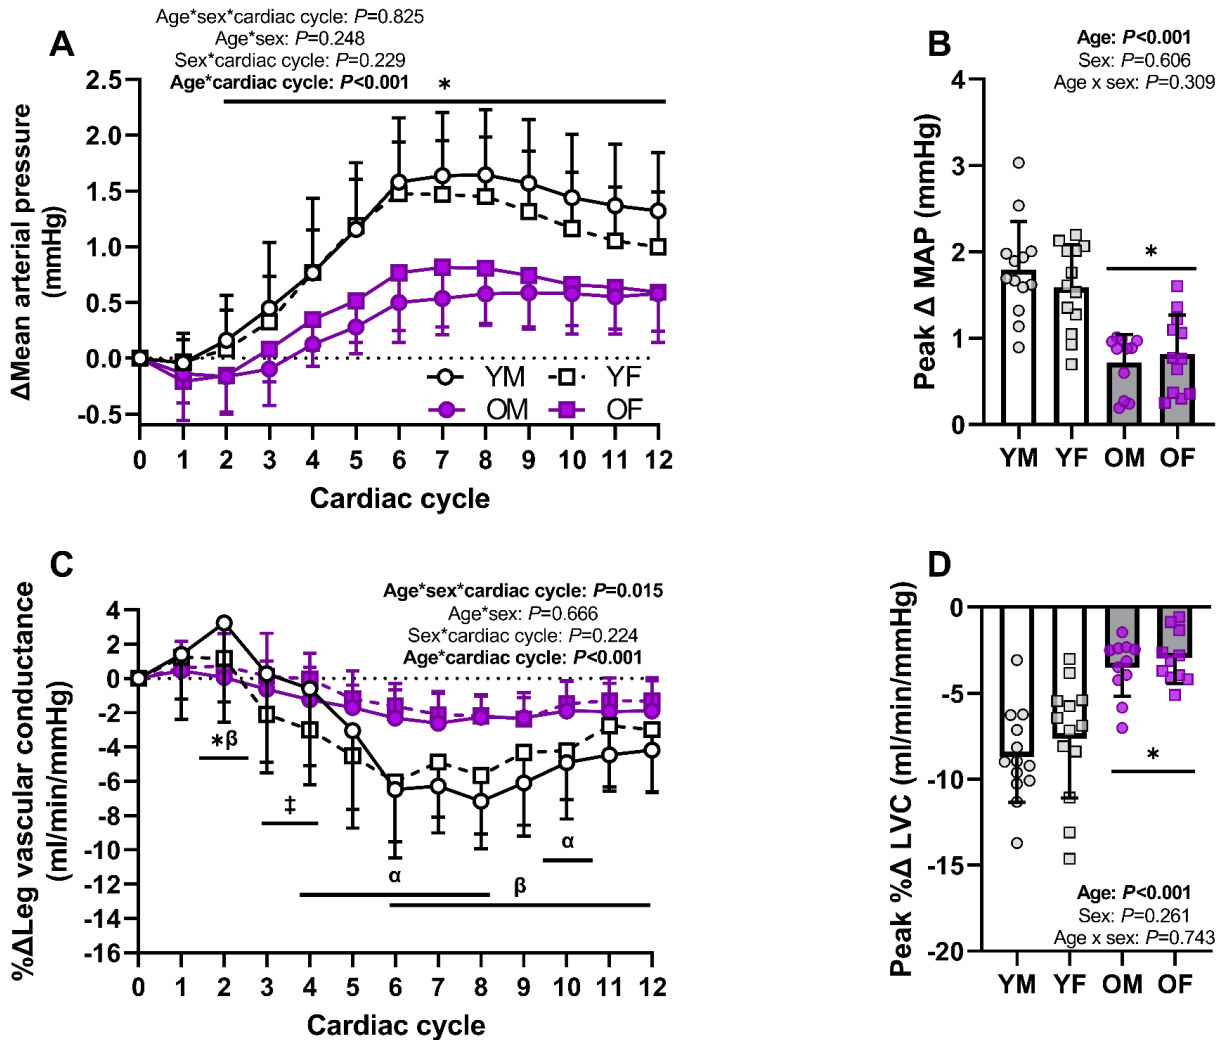 A
Age*sex*cardiac cycle: P=0.825
Age*sex: P=0.248
Sex*cardiac cycle: P=0.229
Age*cardiac cycle: P<0.001
*
ΔMean arterial pressure
(mmHg)
2.5
2.0
1.5
1.0
0.5
0.0
-0.5
YM YF
OM OF
0 1 2 3 4 5 6 7 8 9 10 11 12
Cardiac cycle
B
Age: P<0.001
Sex: P=0.606
Age x sex: P=0.309
Peak Δ MAP (mmHg)
4
3
2
1
0
*
YM YF OM OF
C
Age*sex*cardiac cycle: P=0.015
Age*sex: P=0.666
Sex*cardiac cycle: P=0.224
Age*cardiac cycle: P<0.001
%ΔLeg vascular conductance
(ml/min/mmHg)
4
2
0
-2
-4
-6
-8
-10
-12
-14
-16
*β
‡
α
α
β
0 1 2 3 4 5 6 7 8 9 10 11 12
Cardiac cycle
D
Peak %Δ LVC (ml/min/mmHg)
0
-5
-10
-15
-20
*
Age: P<0.001
Sex: P=0.261
Age x sex: P=0.743
YM YF OM OF